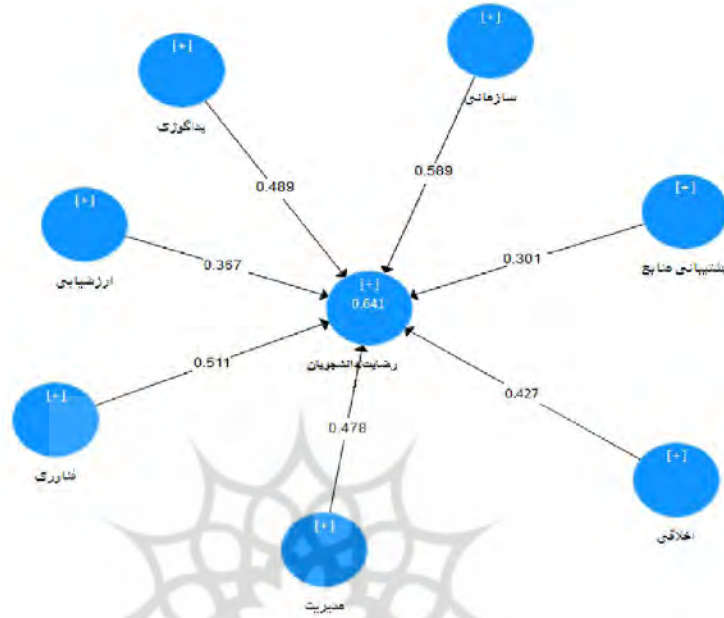 [+]
سازمانی
[+]
پداگوژی
0.589
0.489
[+]
پشتیبانی منابع
[+]
ارزشیابی
0.301
0.367
[+]
0.641
رضایت دانشجویان
0.511
0.427
[+]
فناوری
0.478
[+]
اخلاقی
[+]
مدیریت